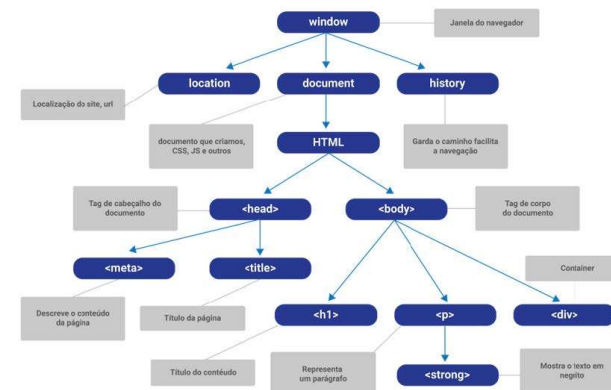 window
Janela do navegador
location
document
history
Localização do site, url
documento que criamos,
CSS, JS e outros
HTML
Garda o caminho facilita
a navegação
Tag de cabeçalho do
documento
<head>
<body>
Tag de corpo
do documento
<meta>
<title>
Container
Descreve o conteúdo
da página
Título da página
<h1>
<p>
<div>
Título do contéudo
Representa
um parágrafo
<strong>
Mostra o texto em
negrito